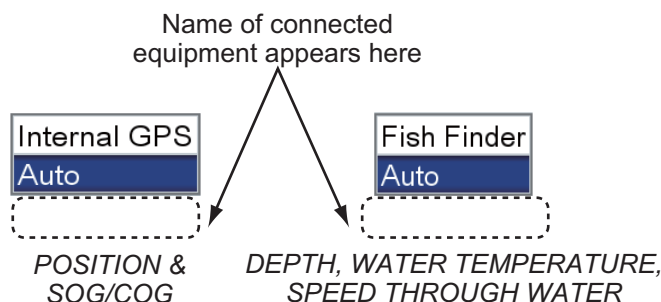 Name of connected
equipment appears here
Internal GPS
Auto
Fish Finder
Auto
POSITION &
SOG/COG
DEPTH, WATER TEMPERATURE,
SPEED THROUGH WATER